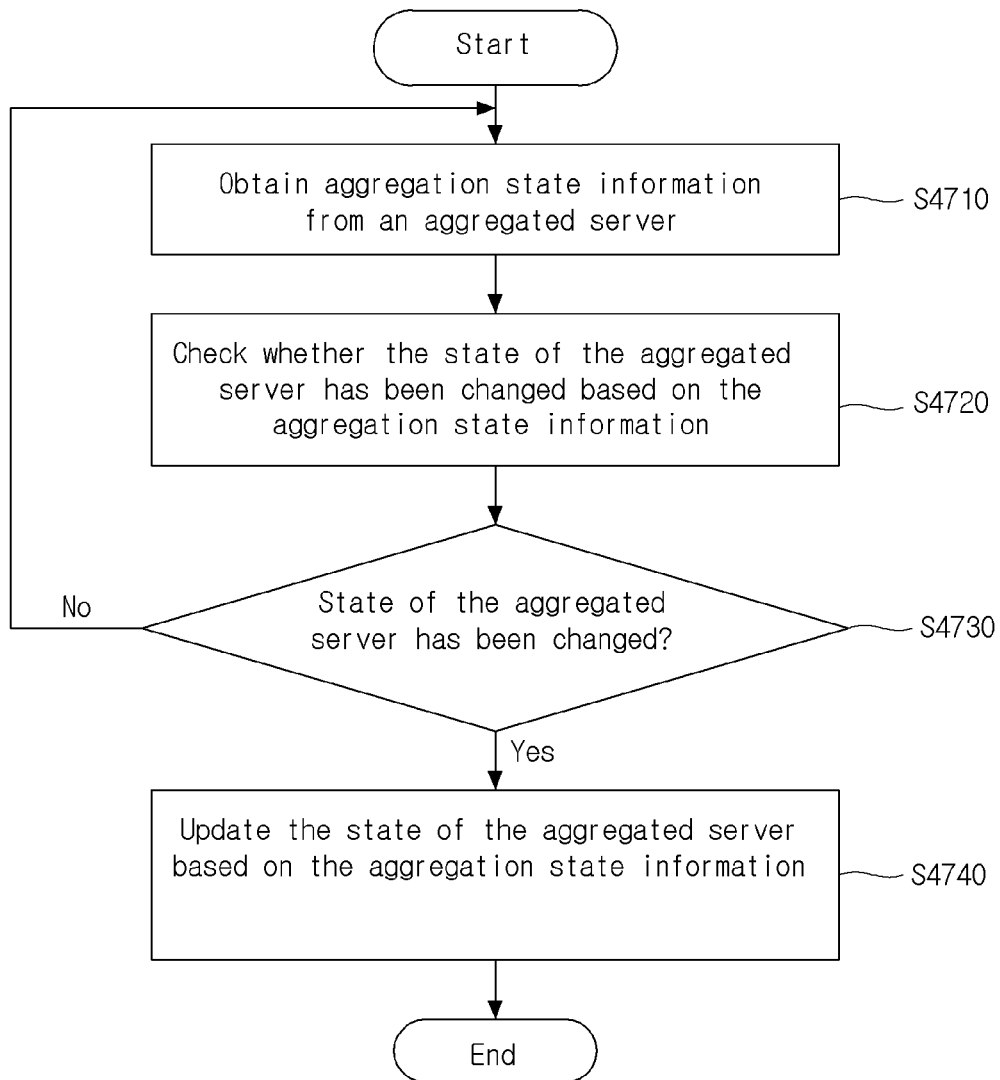 Start
Obtain aggregation state information
from an aggregated server
S4710
Check whether the state of the aggregated
server has been changed based on the
aggregation state information
S4720
State of the aggregated
server has been changed?
S4730
No
Yes
Update the state of the aggregated server
based on the aggregation state information
S4740
End